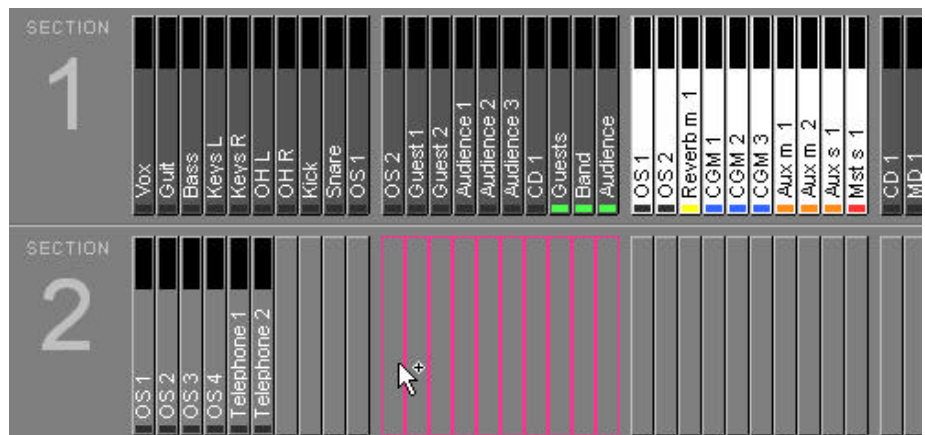 SECTION
1
Vox
Guit
Bass
Keys L
Keys R
OH L
OH R
Kick
Snare
OS 1
OS 2
Guest 1
Guest 2
Audience 1
Audience 2
Audience 3
CD 1
Guests
Band
Audience
OS 1
OS 2
Reverb m 1
CGM 1
CGM 2
CGM 3
Aux m 1
Aux m 2
Aux s 1
Mst s 1
CD 1
MD 1
SECTION
2
OS 1
OS 2
OS 3
OS 4
Telephone 1
Telephone 2